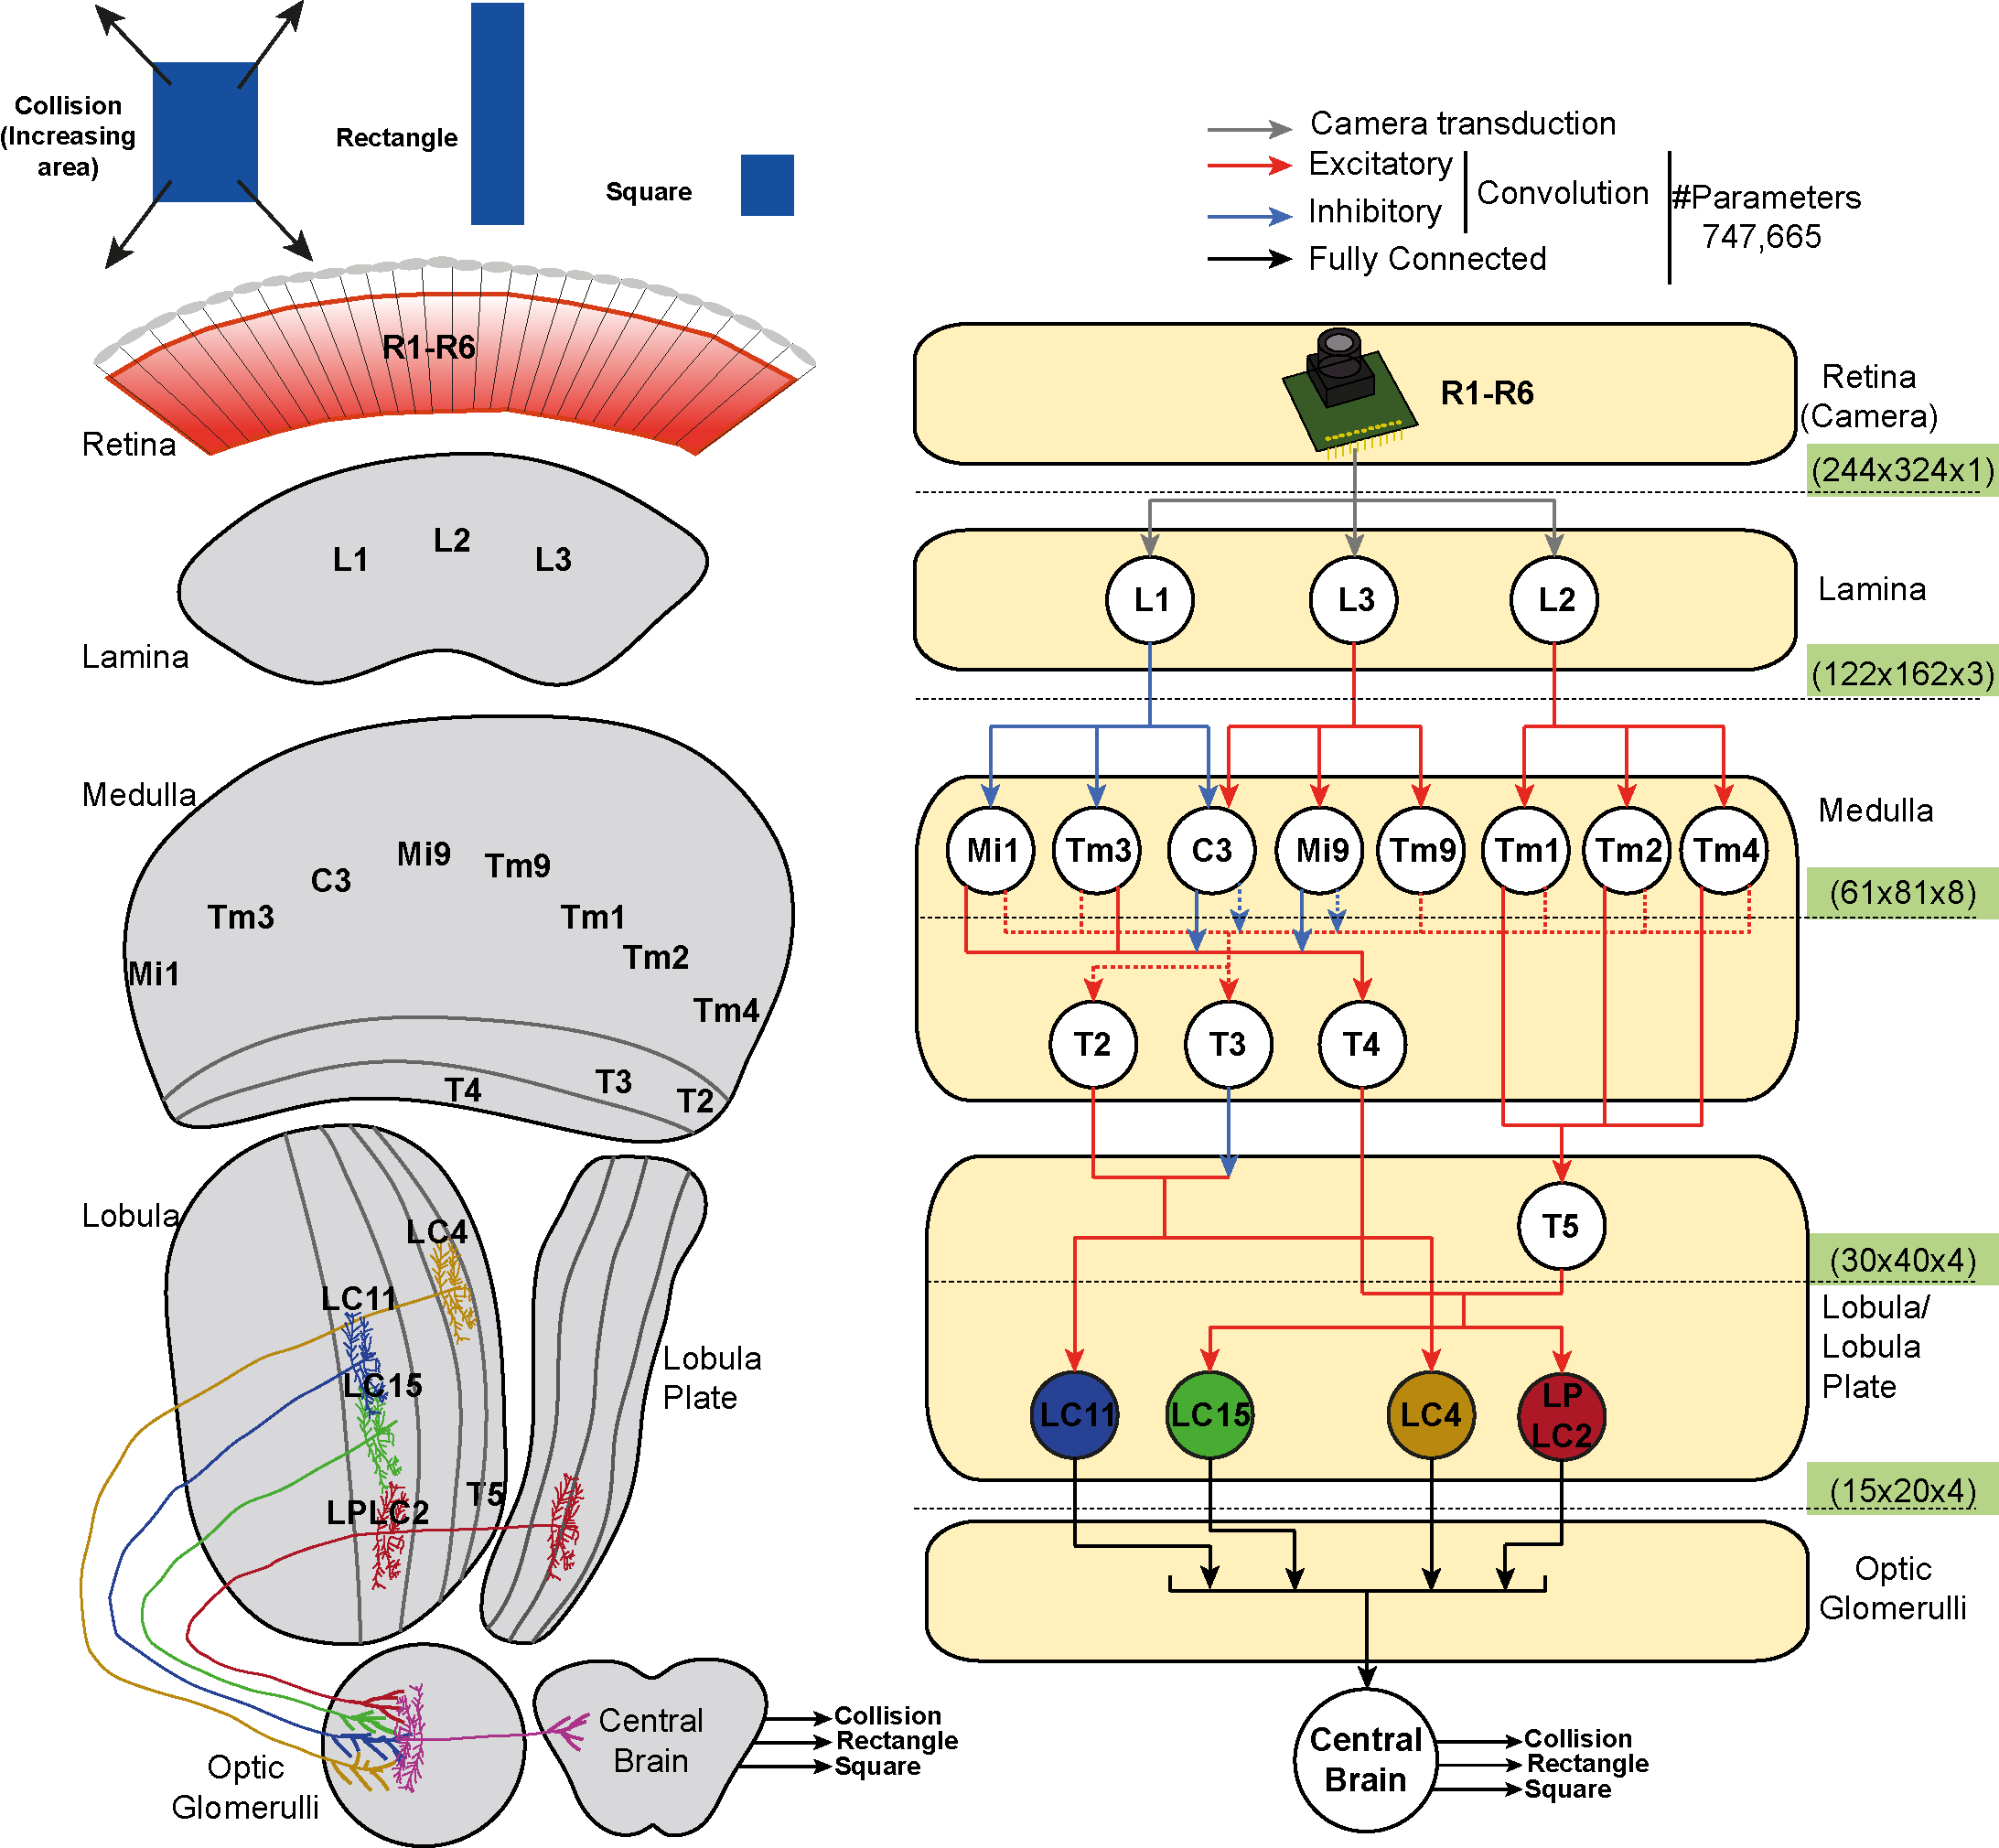 Collision
(Increasing
area)
Rectangle
Square
R1-R6
Retina
L1
L2
L3
Lamina
Medulla
Mi9
Tm9
C3
Tm3
Tm1
Tm2
Mi1
Tm4
T4
T3
T2
Lobula
LC4
LC11
LC15
LPLC2
T5
Lobula
Plate
Optic
Glomerulli
Central
Brain
Collision
Rectangle
Square
Camera transduction
Excitatory
Inhibitory
Convolution
Fully Connected
#Parameters
747,665
R1-R6
Retina
(Camera)
(244x324x1)
L1
L3
L2
Lamina
(122x162x3)
Medulla
Mi1
Tm3
C3
Mi9
Tm9
Tm1
Tm2
Tm4
(61x81x8)
T2
T3
T4
T5
(30x40x4)
Lobula/
Lobula
Plate
LC11
LC15
LC4
LP
LC2
(15x20x4)
Optic
Glomerulli
Central
Brain
Collision
Rectangle
Square